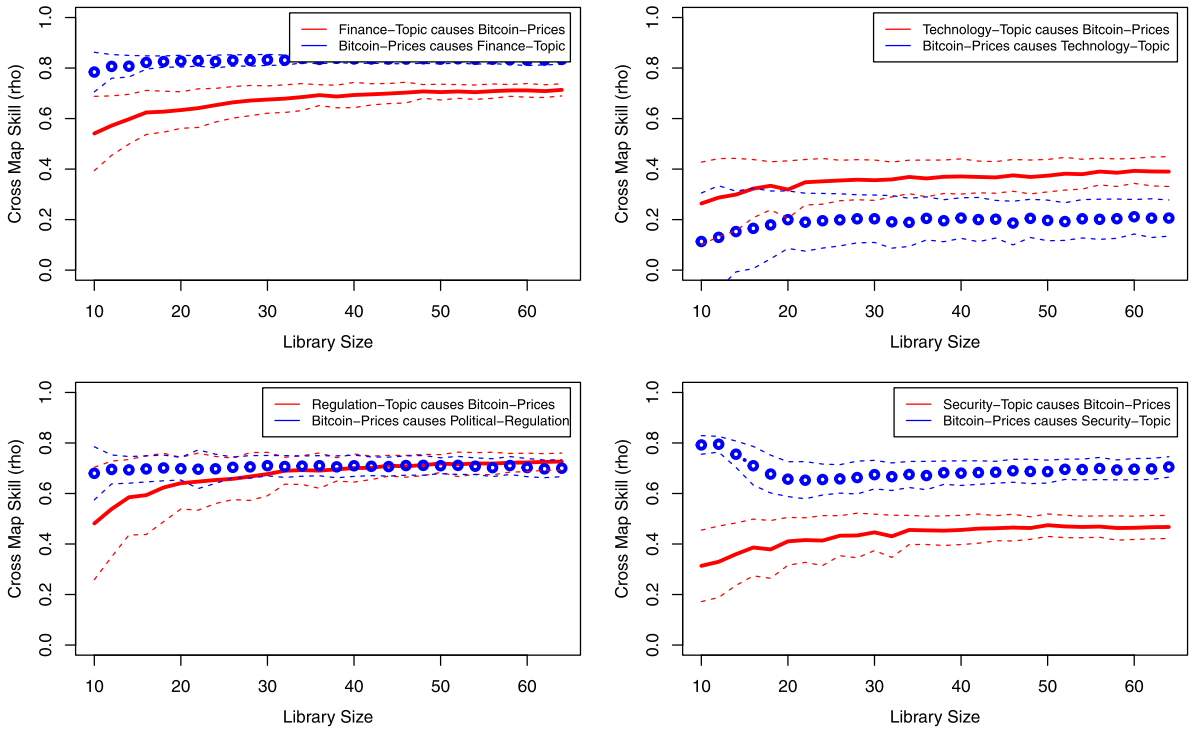 Finance−Topic causes Bitcoin−Prices
Bitcoin−Prices causes Finance−Topic
Cross Map Skill (rho)
0.0 0.2 0.4 0.6 0.8 1.0
10 20 30 40 50 60
Library Size
Technology−Topic causes Bitcoin−Prices
Bitcoin−Prices causes Technology−Topic
Cross Map Skill (rho)
0.0 0.2 0.4 0.6 0.8 1.0
10 20 30 40 50 60
Library Size
Regulation−Topic causes Bitcoin−Prices
Bitcoin−Prices causes Political−Regulation
Cross Map Skill (rho)
0.0 0.2 0.4 0.6 0.8 1.0
10 20 30 40 50 60
Library Size
Security−Topic causes Bitcoin−Prices
Bitcoin−Prices causes Security−Topic
Cross Map Skill (rho)
0.0 0.2 0.4 0.6 0.8 1.0
10 20 30 40 50 60
Library Size